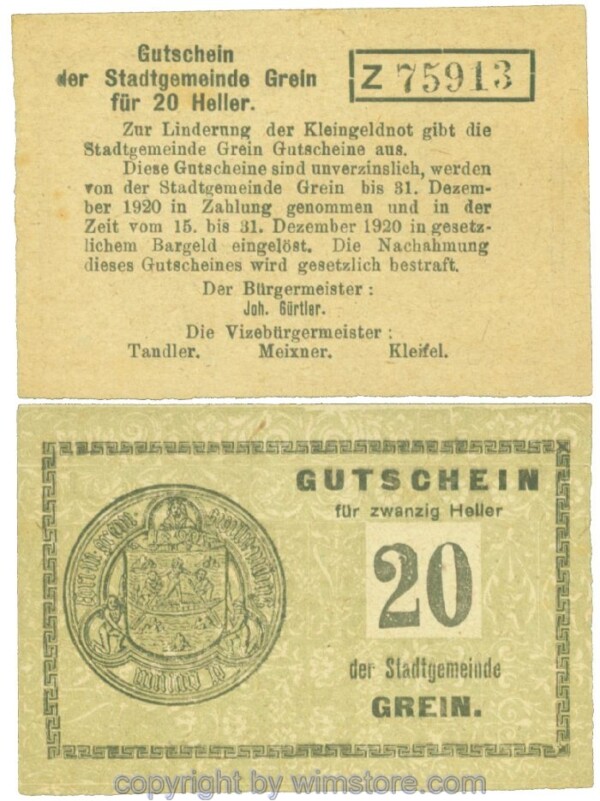 Gutschein
der Stadtgemeinde Grein
für 20 Heller.
Z 75913
Zur Linderung der Kleingeldnot gibt die
Stadtgemeinde Grein Gutscheine aus.
Diese Gutscheine sind unverzinslich, werden
von der Stadtgemeinde Grein bis 31. Dezem-
ber 1920 in Zahlung genommen und in der
Zeit vom 15. bis 31. Dezember 1920 in gesetz-
lichem Bargeld eingelöst. Die Nachahmung
dieses Gutscheines wird gesetzlich bestraft.
Der Bürgermeister :
Joh. Gürtler.
Die Vizebürgermeister :
Tandler. Meixner. Kleifel.
GUTSCHEIN
für zwanzig Heller
20
der Stadtgemeinde
GREIN.
copyright by wimstore.com